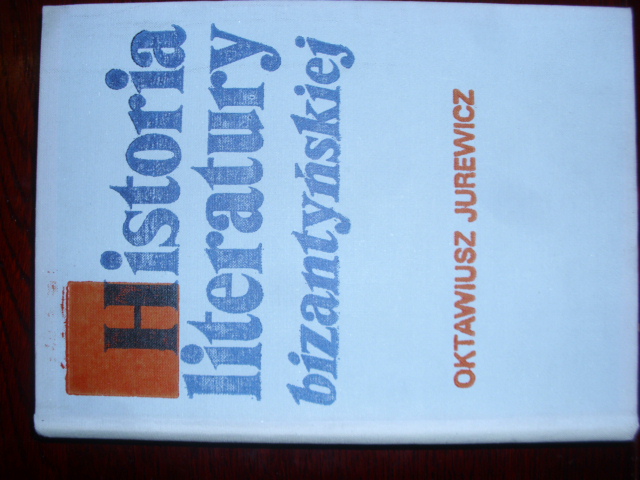 Historia
literatury
bizantyńskiej
OKTAWIUSZ JUREWICZ